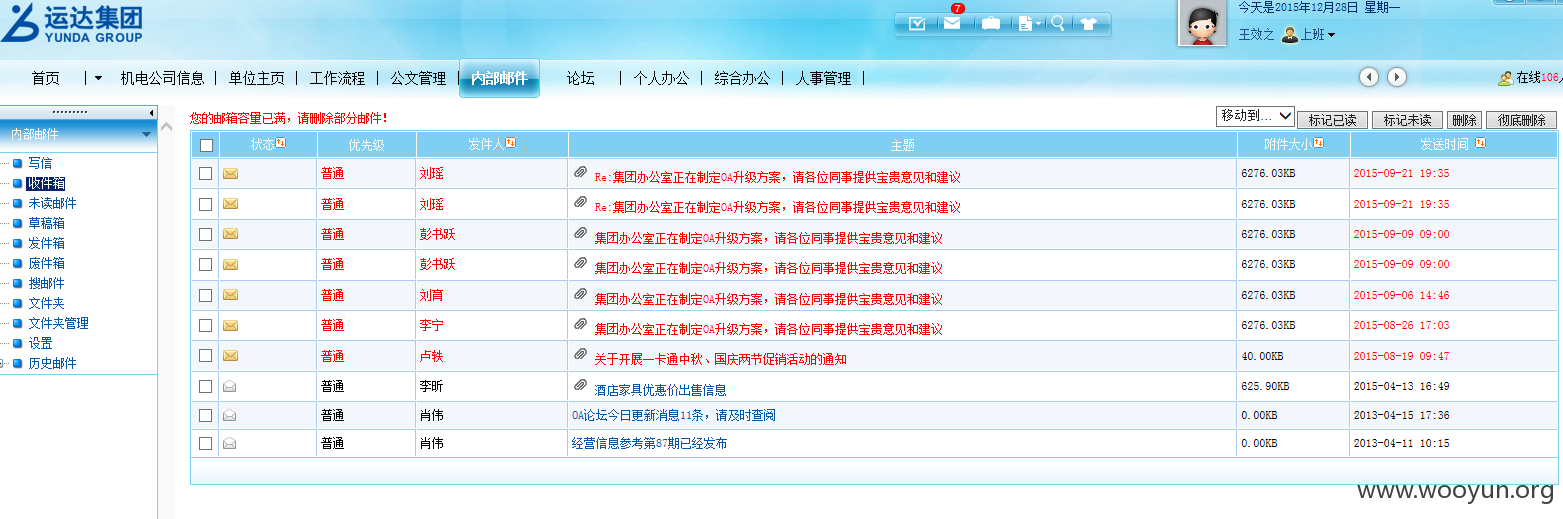 运达集团
YUNDA GROUP
7
今天是2015年12月28日 星期一
王效之 上班
首页 机电公司信息 单位主页 工作流程 公文管理 内部邮件 论坛 个人办公 综合办公 人事管理
在线106人
内部邮件
写信
收件箱
未读邮件
草稿箱
发件箱
废件箱
搜邮件
文件夹
文件夹管理
设置
历史邮件
您的邮箱容量已满，请删除部分邮件！
移动到... 标记已读 标记未读 删除 彻底删除
状态 优先级 发件人 主题 附件大小 发送时间
普通 刘瑶 Re:集团办公室正在制定OA升级方案，请各位同事提供宝贵意见和建议 6276.03KB 2015-09-21 19:35
普通 刘瑶 Re:集团办公室正在制定OA升级方案，请各位同事提供宝贵意见和建议 6276.03KB 2015-09-21 19:35
普通 彭书跃 集团办公室正在制定OA升级方案，请各位同事提供宝贵意见和建议 6276.03KB 2015-09-09 09:00
普通 彭书跃 集团办公室正在制定OA升级方案，请各位同事提供宝贵意见和建议 6276.03KB 2015-09-09 09:00
普通 刘育 集团办公室正在制定OA升级方案，请各位同事提供宝贵意见和建议 6276.03KB 2015-09-06 14:46
普通 李宁 集团办公室正在制定OA升级方案，请各位同事提供宝贵意见和建议 6276.03KB 2015-08-26 17:03
普通 卢轶 关于开展一卡通中秋、国庆两节促销活动的通知 40.00KB 2015-08-19 09:47
普通 李昕 酒店家具优惠价出售信息 625.90KB 2015-04-13 16:49
普通 肖伟 OA论坛今日更新消息11条，请及时查阅 0.00KB 2013-04-15 17:36
普通 肖伟 经营信息参考第87期已经发布 0.00KB 2013-04-11 10:15
www.wooyun.org